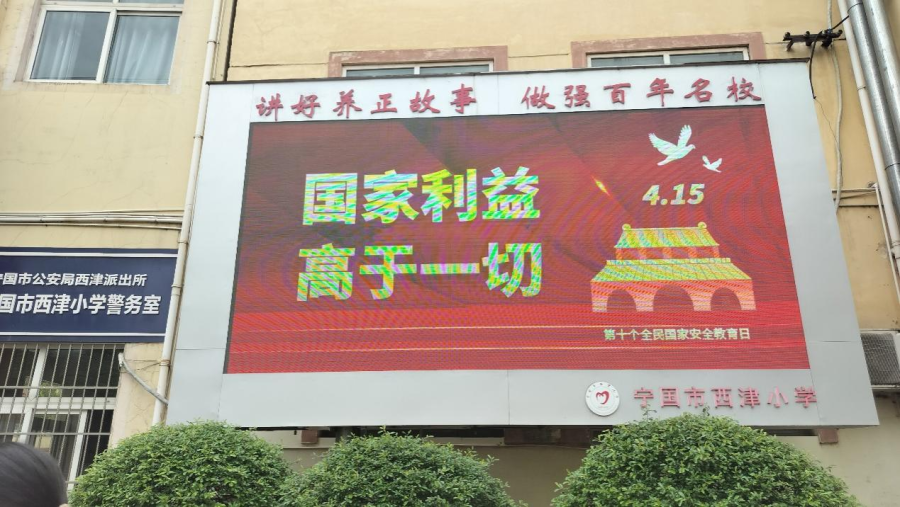 讲好养正故事 做强百年名校
国家利益
高于一切
4.15
第十个全民国家安全教育日
宁国市西津小学
宁国市公安局西津派出所
国市西津小学警务室